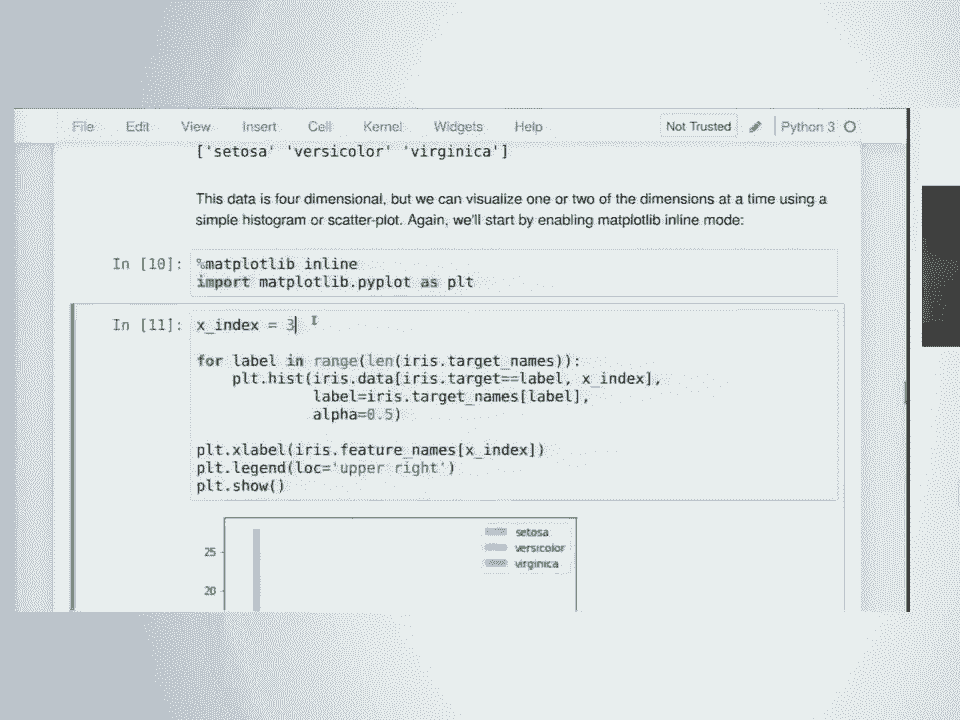 File Edit View Insert Cell Kernel Widgets Help Not Trusted Python 3
['setosa' 'versicolor' 'virginica']
This data is four dimensional, but we can visualize one or two of the dimensions at a time using a
simple histogram or scatter-plot. Again, we'll start by enabling matplotlib inline mode:
In [10]: %matplotlib inline
import matplotlib.pyplot as plt
In [11]: x_index = 3
for label in range(len(iris.target_names)):
plt.hist(iris.data[iris.target==label, x_index],
label=iris.target_names[label],
alpha=0.5)
plt.xlabel(iris.feature_names[x_index])
plt.legend(loc='upper right')
plt.show()
setosa
25 versicolor
virginica
20